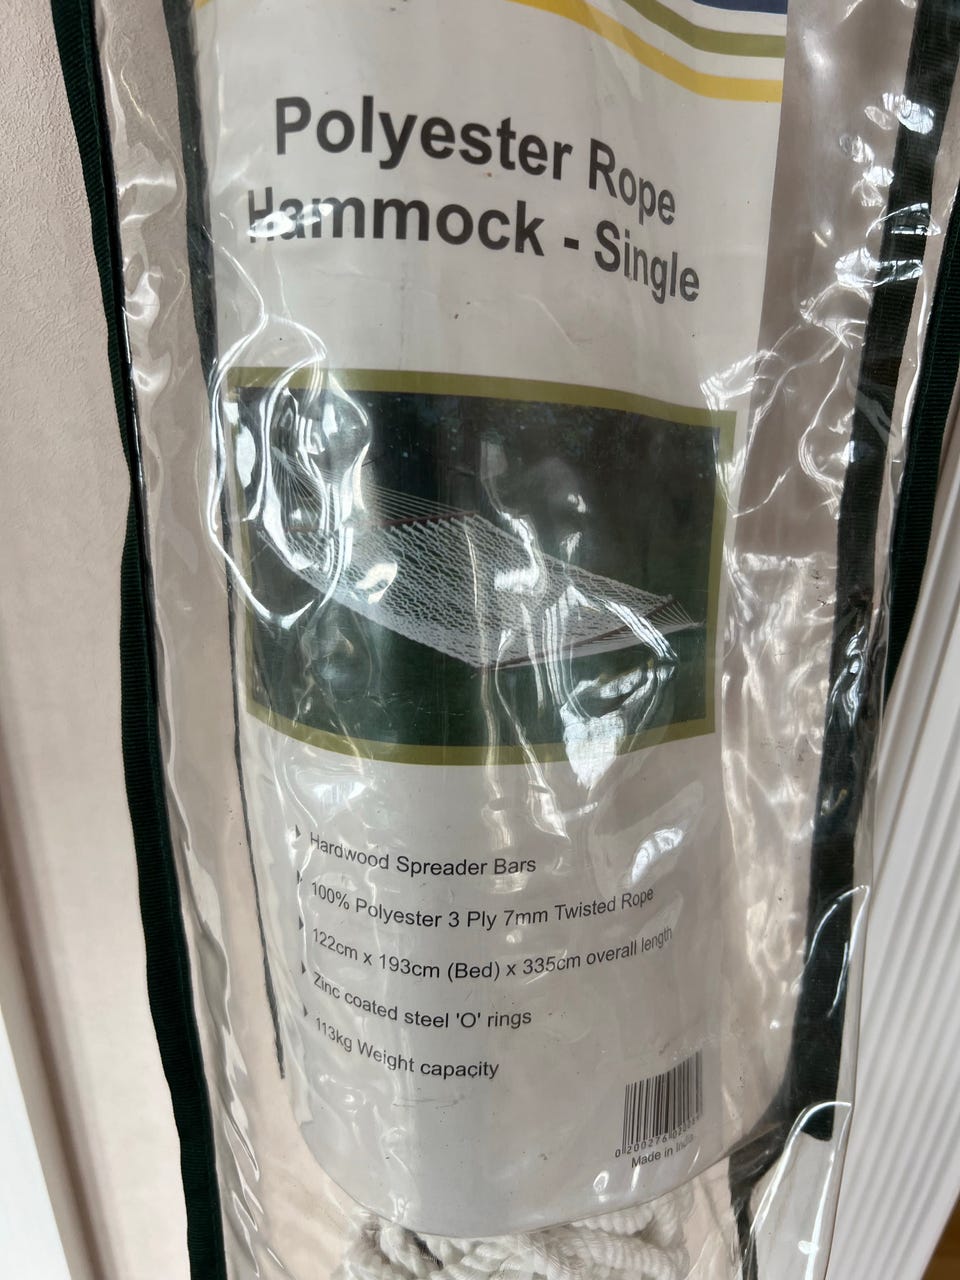 Polyester Rope
Hammock - Single
Hardwood Spreader Bars
100% Polyester 3 Ply 7mm Twisted Rope
122cm x 193cm (Bed) x 335cm overall length
Zinc coated steel 'O' rings
113kg Weight capacity
Made in India